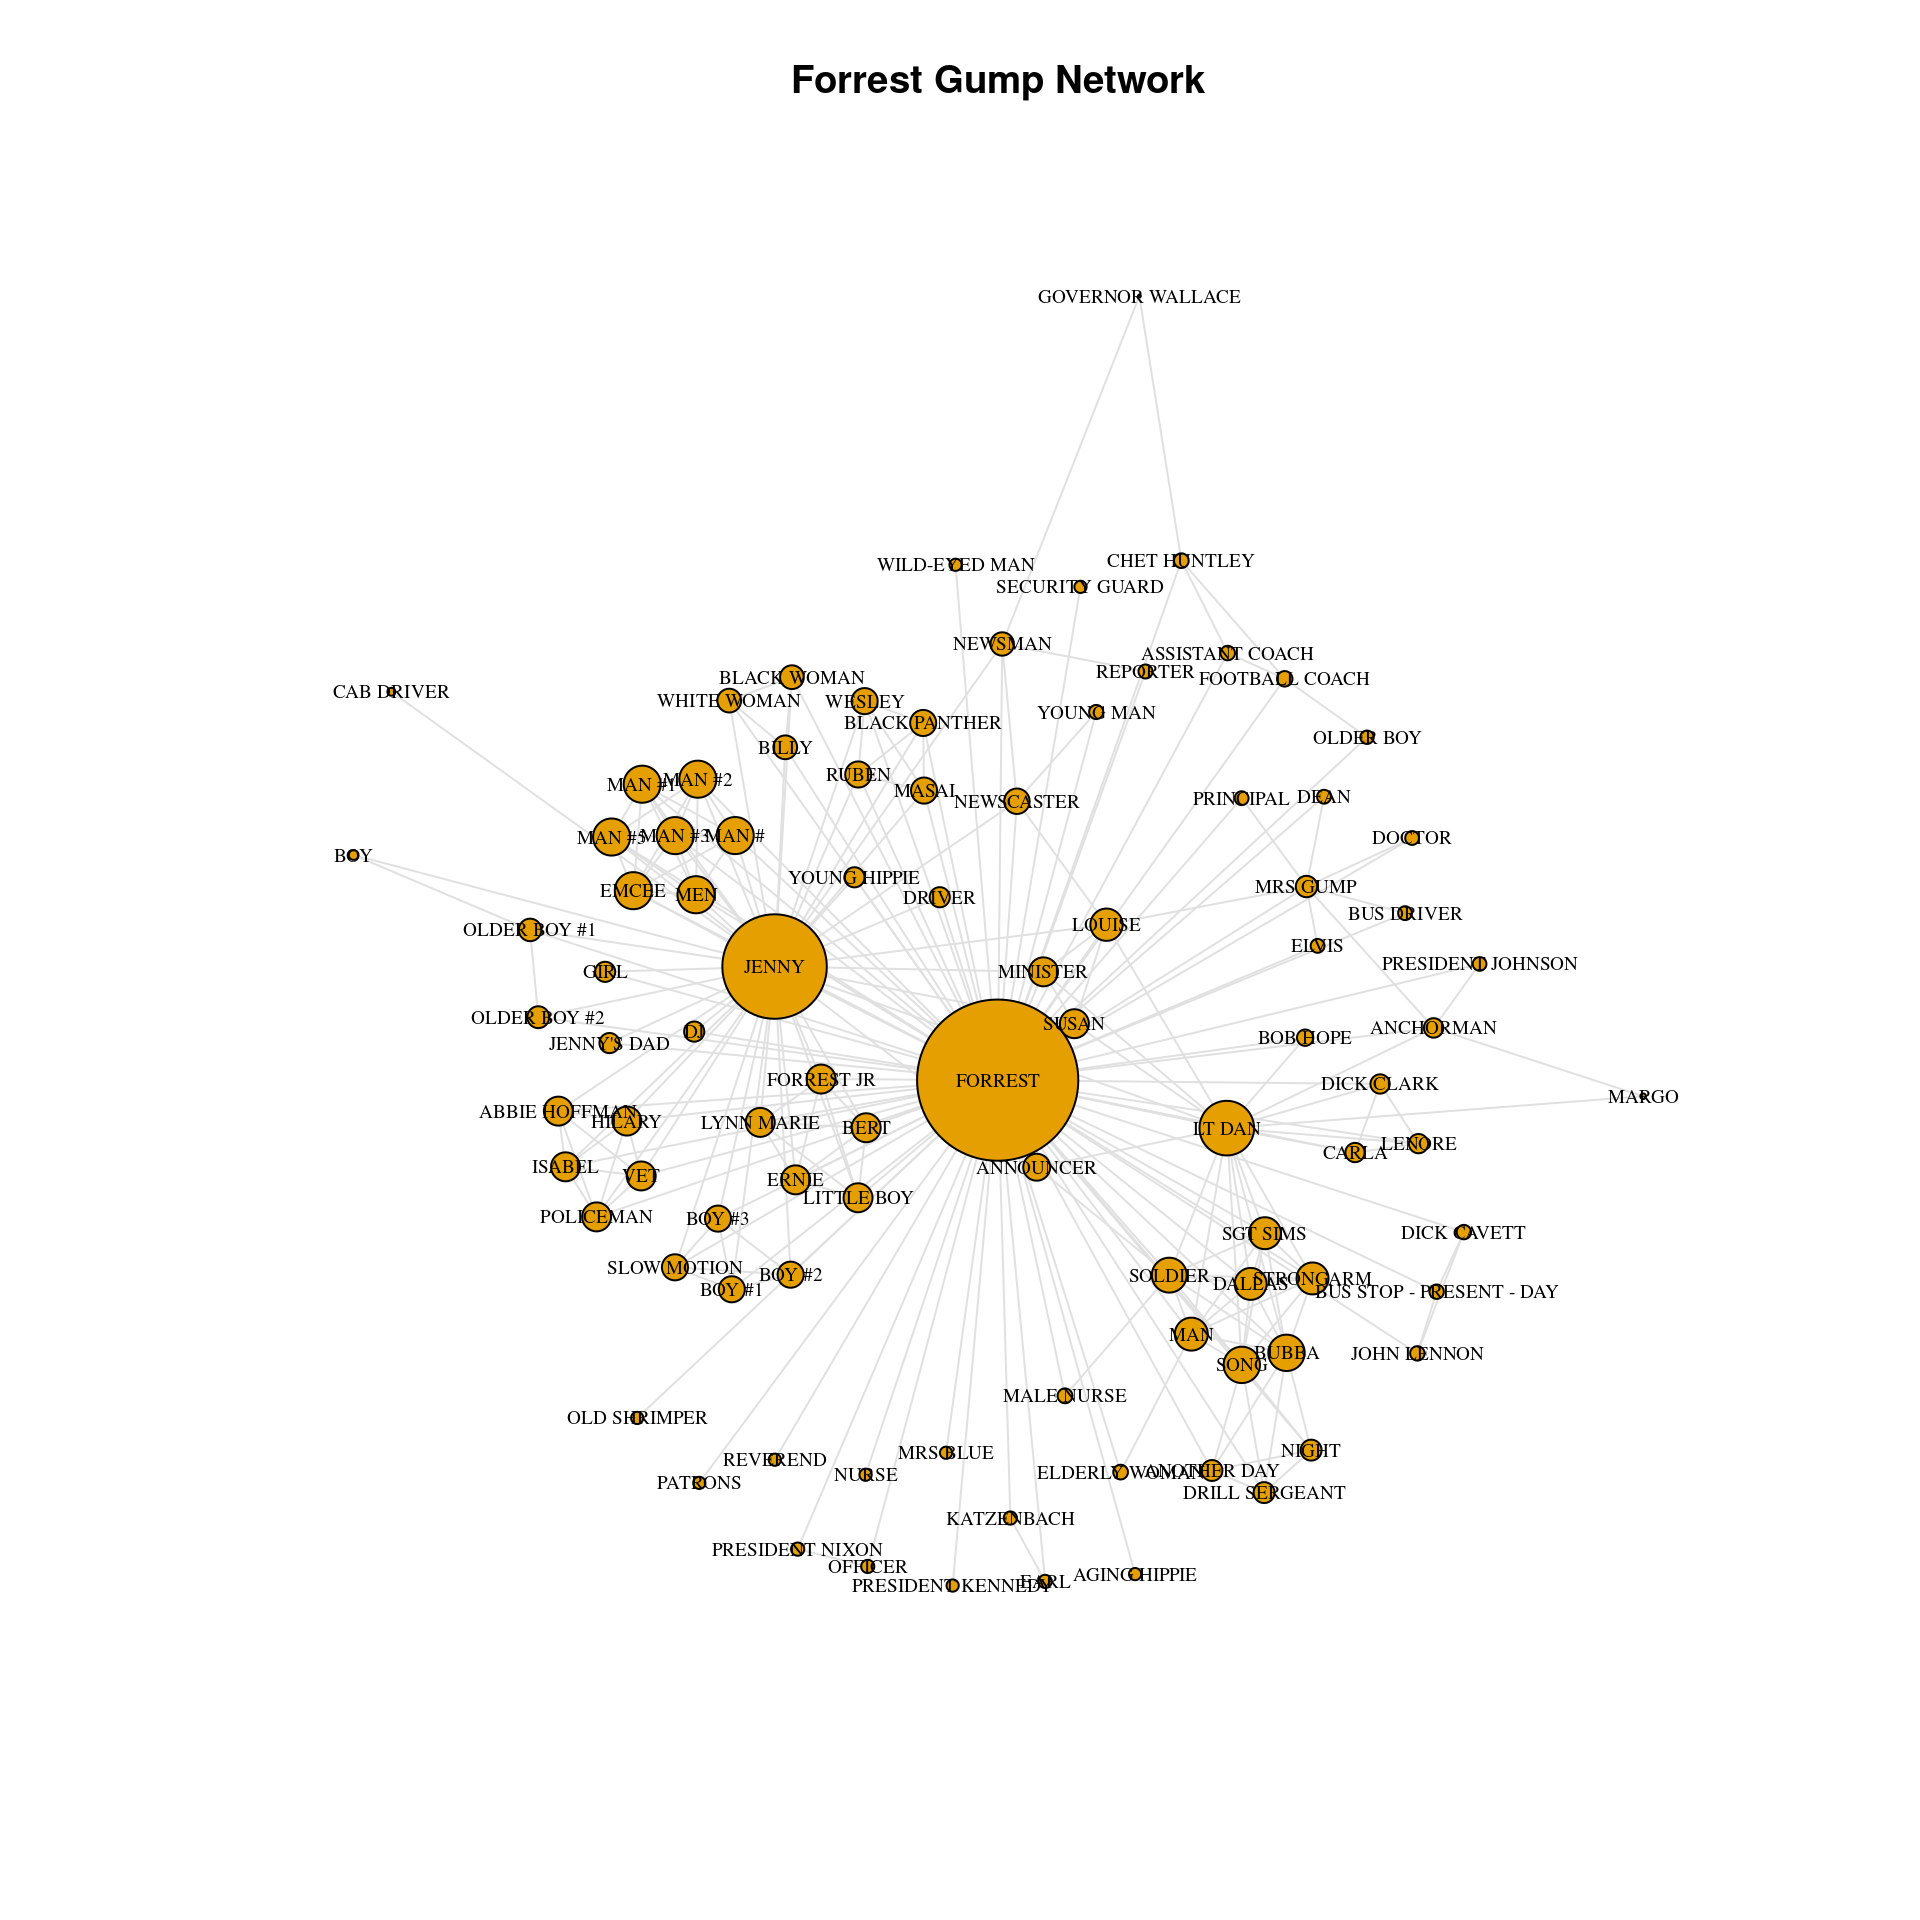 Forrest Gump Network
GOVERNOR WALLACE
CHET HUNTLEY
WILD-EYED MAN
SECURITY GUARD
NEWSMAN
ASSISTANT COACH
REPORTER
FOOTBALL COACH
BLACK WOMAN
CAB DRIVER
WHITE WOMAN
WESLEY
YOUNG MAN
BLACK PANTHER
OLDER BOY
BILLY
RUBEN
MAN #1
MAN #2
MASAI
NEWSCASTER
PRINCIPAL
DEAN
MAN #5
MAN #3
MAN #
DOCTOR
BOY
YOUNG HIPPIE
MRS GUMP
EMCEE
MEN
DRIVER
BUS DRIVER
LOUISE
OLDER BOY #1
ELVIS
PRESIDENT JOHNSON
JENNY
GIRL
MINISTER
OLDER BOY #2
SUSAN
ANCHORMAN
DJ
BOB HOPE
JENNY'S DAD
FORREST JR
FORREST
DICK CLARK
MARGO
ABBIE HOFFMAN
HILARY
LYNN MARIE
BERT
LT DAN
LENORE
CARLA
ISABEL
ANNOUNCER
VET
ERNIE
LITTLE BOY
POLICEMAN
BOY #3
DICK CAVETT
SGT SIMS
SLOW MOTION
BOY #2
SOLDIER
DALLAS
STRONGARM
BOY #1
BUS STOP - PRESENT - DAY
MAN
BUBBA
JOHN LENNON
SONG
MALE NURSE
OLD SHRIMPER
NIGHT
MRS BLUE
REVEREND
ELDERLY WOMAN
ANOTHER DAY
NURSE
PATRONS
DRILL SERGEANT
KATZENBACH
PRESIDENT NIXON
OFFICER
AGING HIPPIE
EARL
PRESIDENT KENNEDY